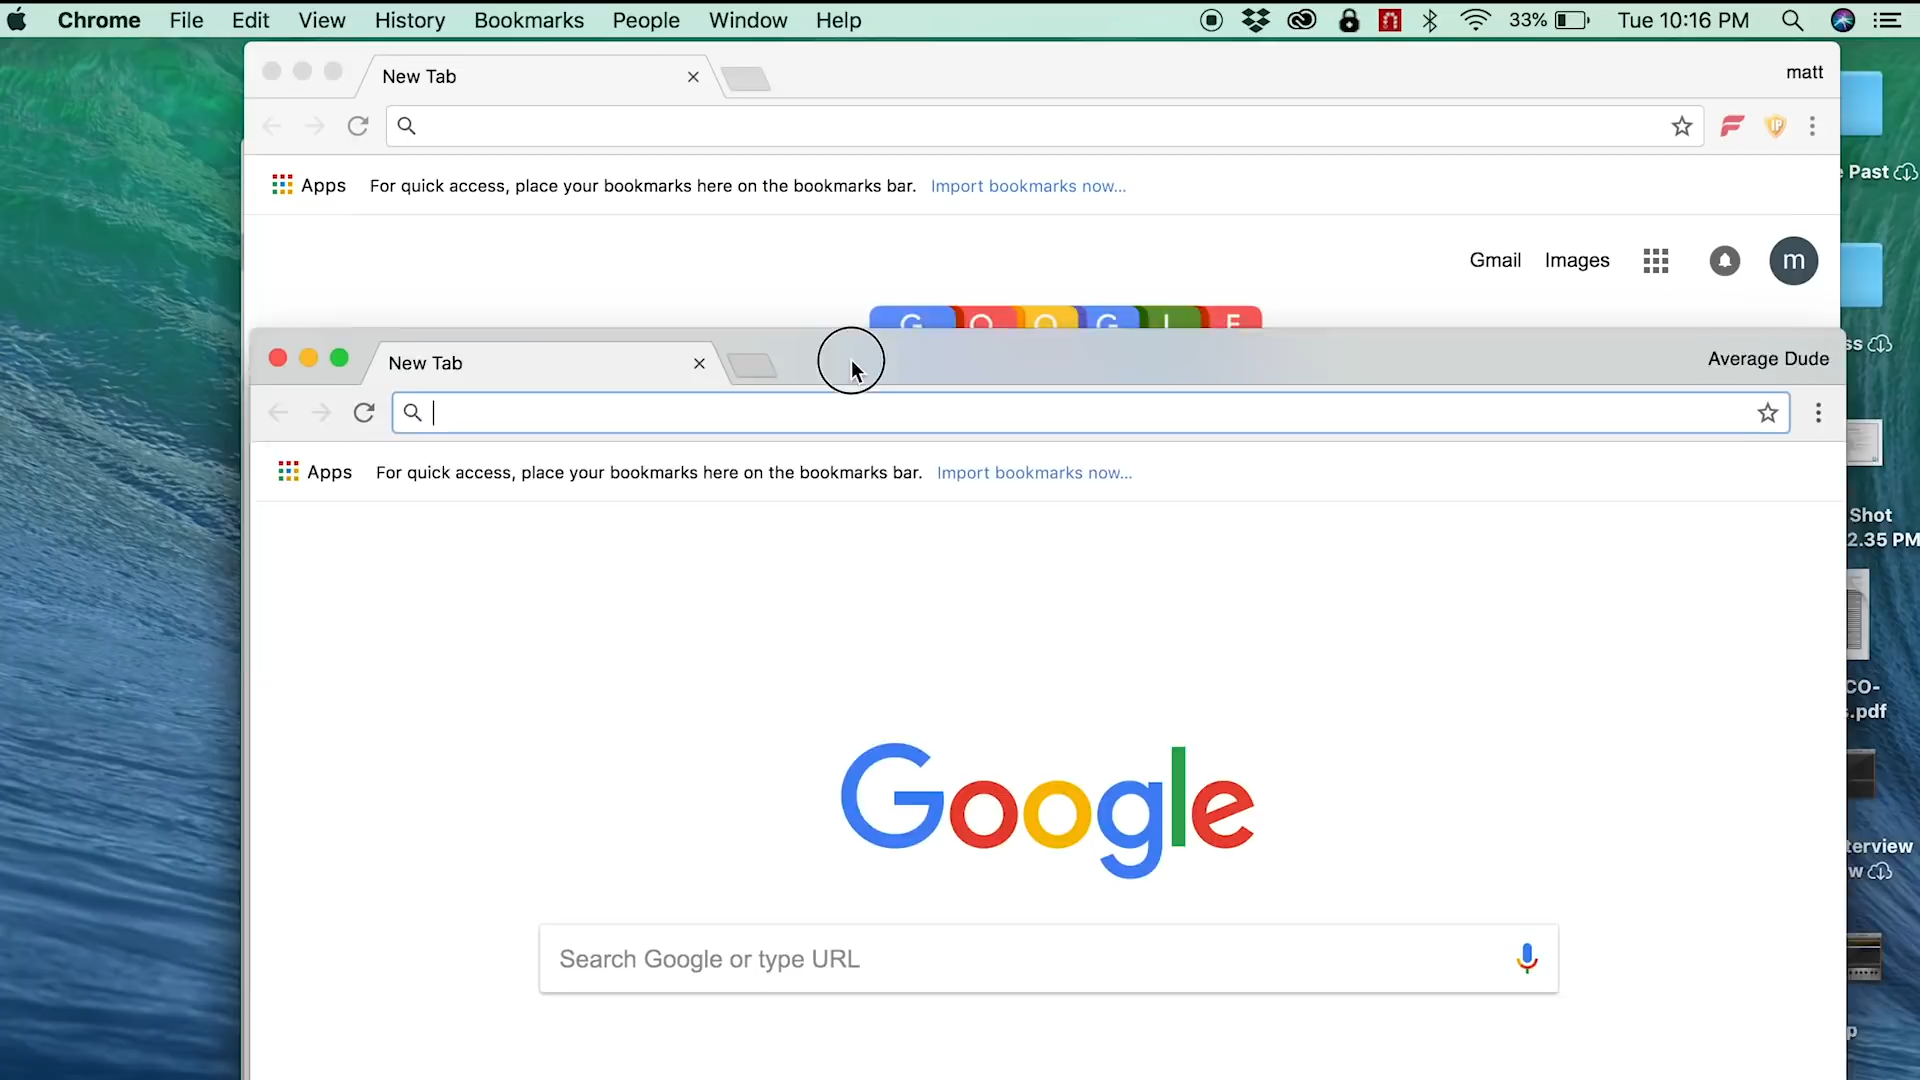 Chrome File Edit View History Bookmarks People Window Help 33% Tue 10:16 PM
New Tab matt
Apps For quick access, place your bookmarks here on the bookmarks bar. Import bookmarks now...
Past
Gmail Images m
GOOGLE
New Tab Average Dude
ss
Apps For quick access, place your bookmarks here on the bookmarks bar. Import bookmarks now...
Shot
2.35 PM
CO-
.pdf
Google
terview
w
Search Google or type URL
p